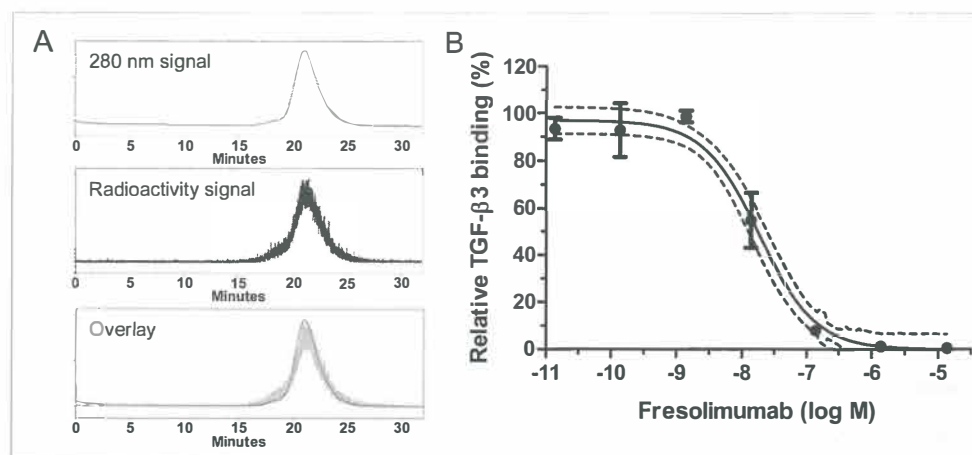 A
280 nm signal
0 5 10 15 20 25 30
Minutes
Radioactivity signal
0 5 10 15 20 25 30
Minutes
Overlay
0 5 10 15 20 25 30
Minutes
B
Relative TGF-β3 binding (%)
120
100
80
60
40
20
0
-11 -10 -9 -8 -7 -6 -5
Fresolimumab (log M)